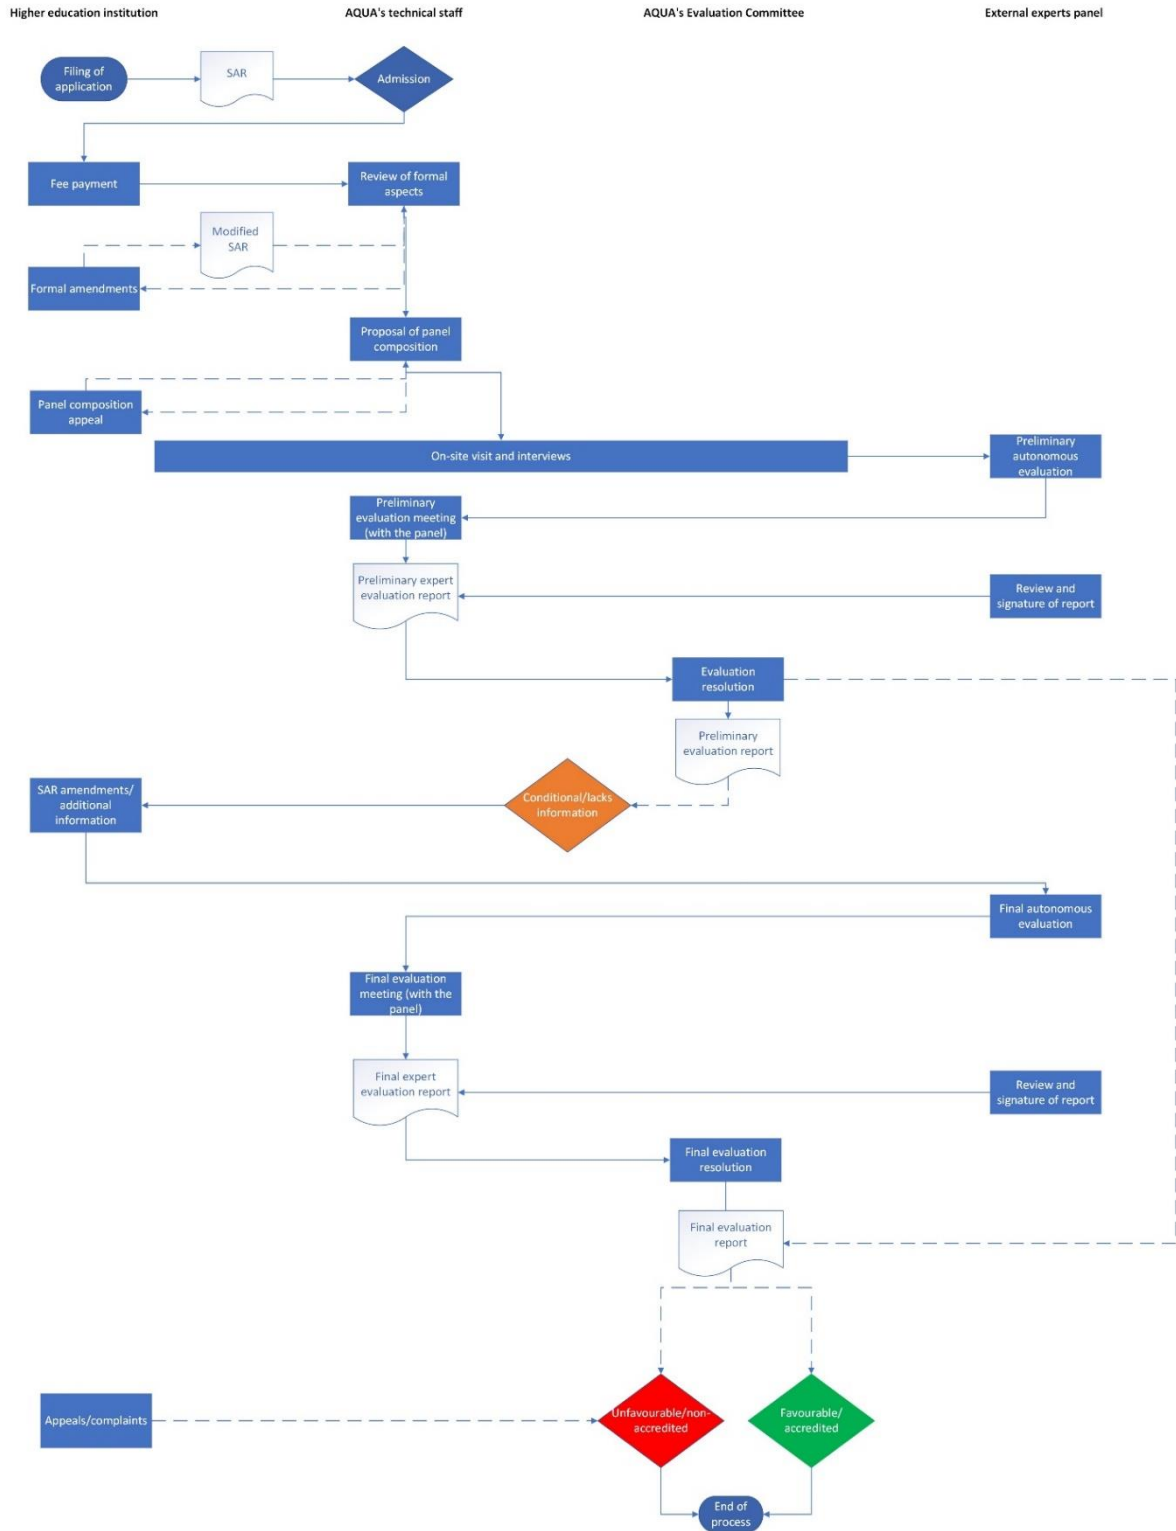 Higher education institution
AQUA's technical staff
AQUA's Evaluation Committee
External experts panel
Filing of
application
SAR
Admission
Fee payment
Review of formal
aspects
Modified
SAR
Formal amendments
Proposal of panel
composition
Panel composition
appeal
On-site visit and interviews
Preliminary
autonomous
evaluation
Preliminary
evaluation meeting
(with the panel)
Preliminary expert
evaluation report
Review and
signature of report
Evaluation
resolution
Preliminary
evaluation report
SAR amendments/
additional
information
Conditional/lacks
information
Final autonomous
evaluation
Final evaluation
meeting (with the
panel)
Final expert
evaluation report
Review and
signature of report
Final evaluation
resolution
Final evaluation
report
Appeals/complaints
Unfavourable/non-
accredited
Favourable/
accredited
End of
process